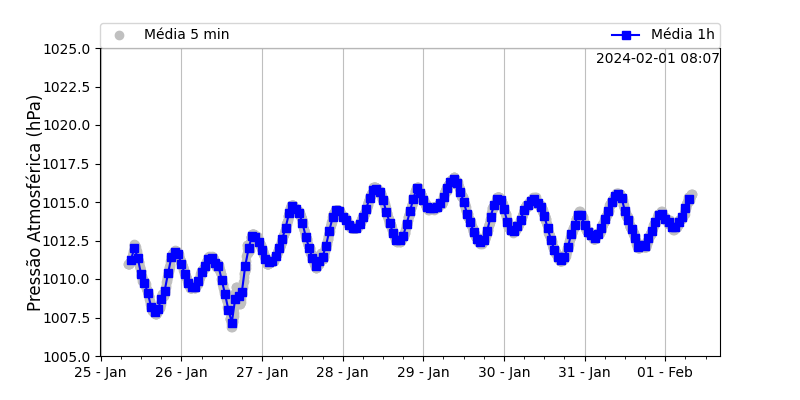 Média 5 min
Média 1h
2024-02-01 08:07
Pressão Atmosférica (hPa)
1025.0
1022.5
1020.0
1017.5
1015.0
1012.5
1010.0
1007.5
1005.0
25 - Jan
26 - Jan
27 - Jan
28 - Jan
29 - Jan
30 - Jan
31 - Jan
01 - Feb